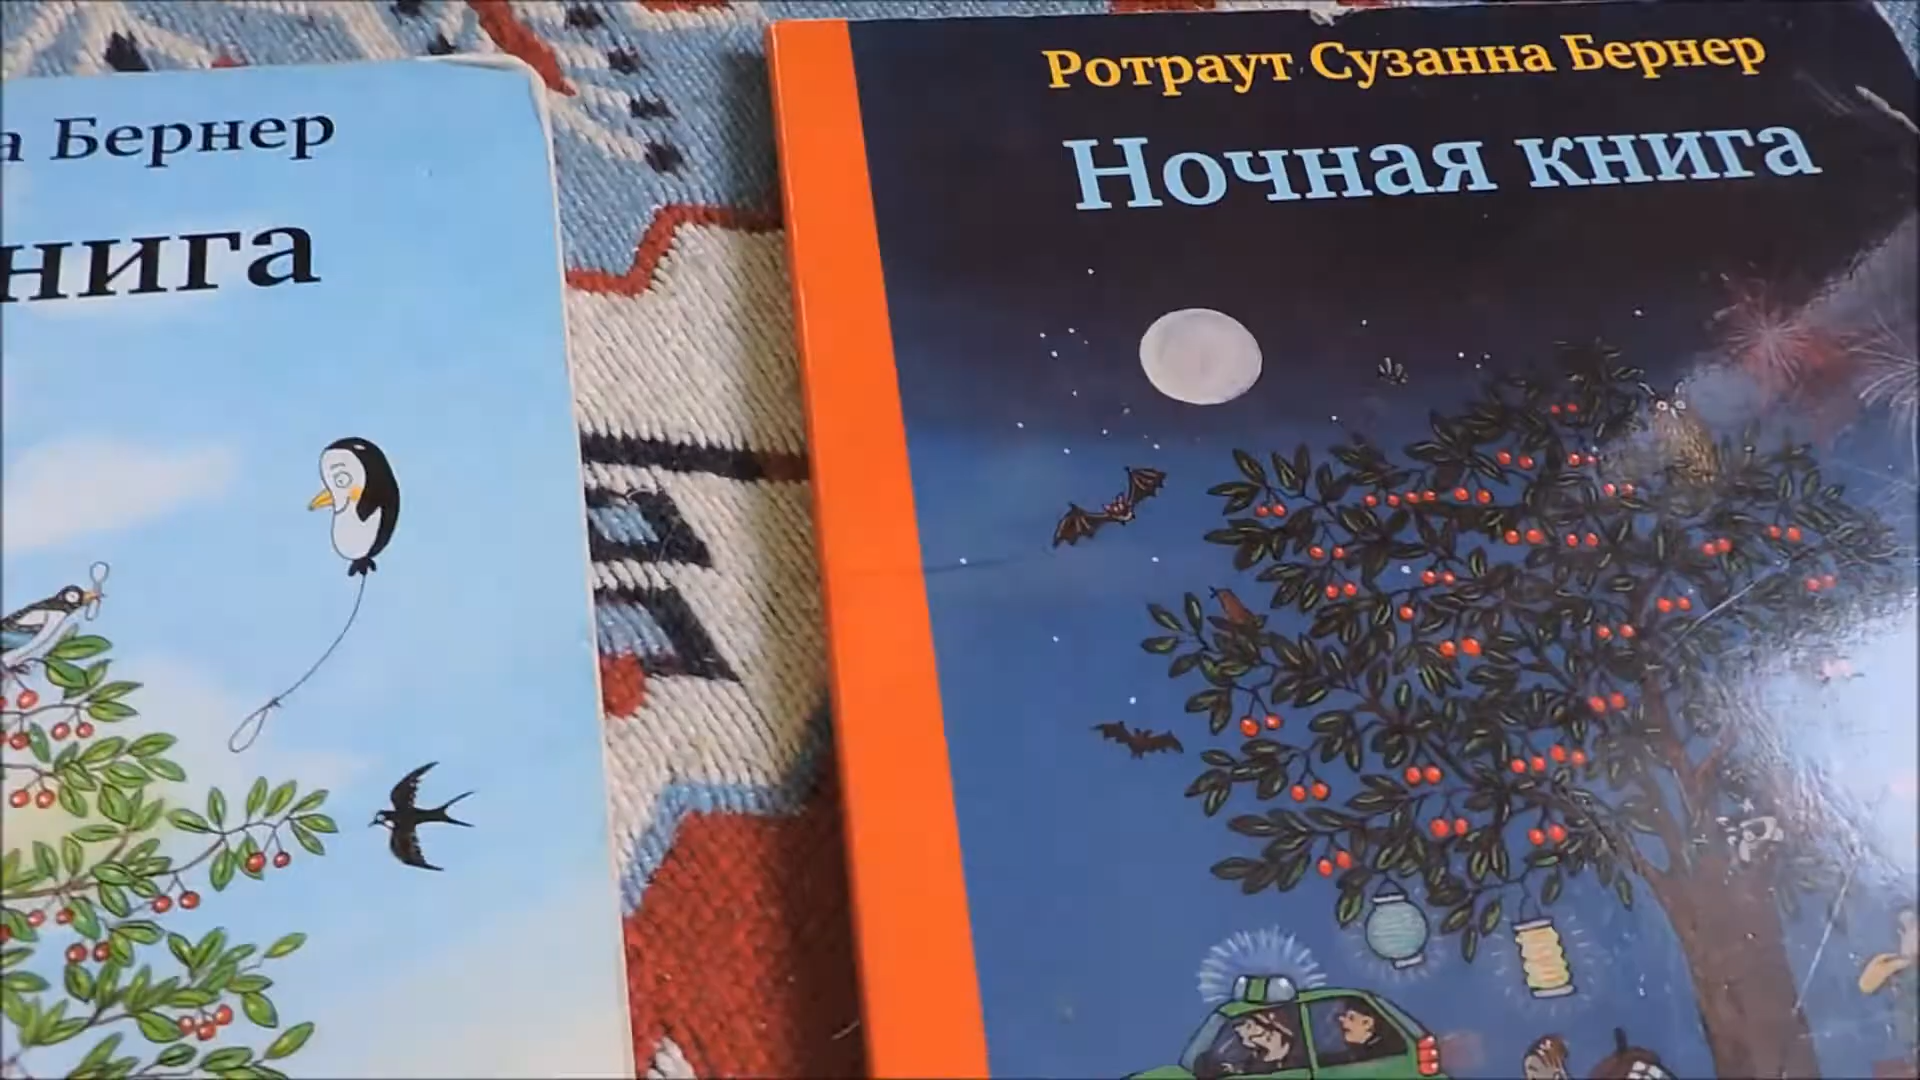 а Бернер
нига
Ротраут Сузанна Бернер
Ночная книга